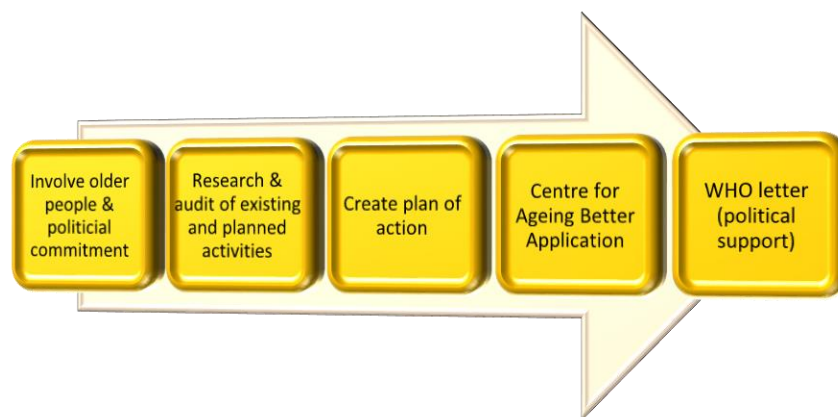 Involve older
people &
politicial
commitment
Research &
audit of existing
and planned
activities
Create plan of
action
Centre for
Ageing Better
Application
WHO letter
(political
support)